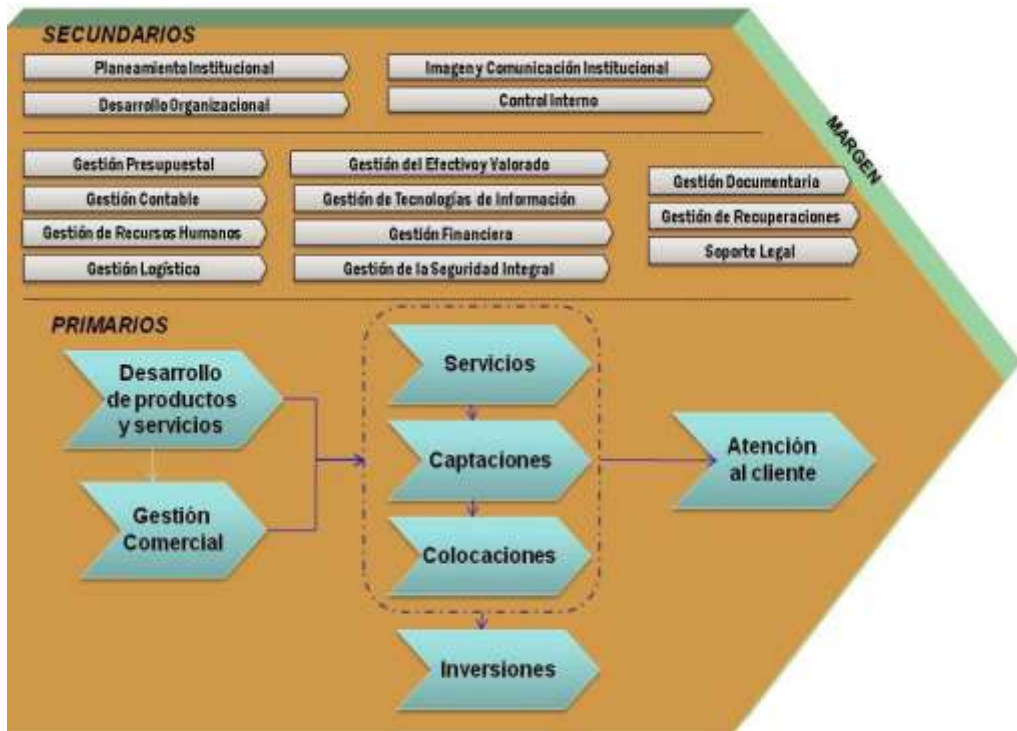 SECUNDARIOS
Planeamiento Institucional
Imagen y Comunicación Institucional
Desarrollo Organizacional
Control Interno
MARGEN
Gestión Presupuestal
Gestión del Efectivo y Valorado
Gestión Documentaria
Gestión Contable
Gestión de Tecnologías de Información
Gestión de Recuperaciones
Gestión de Recursos Humanos
Gestión Financiera
Soporte Legal
Gestión Logística
Gestión de la Seguridad Integral
PRIMARIOS
Desarrollo
de productos
y servicios
Gestión
Comercial
Servicios
Captaciones
Colocaciones
Inversiones
Atención
al cliente